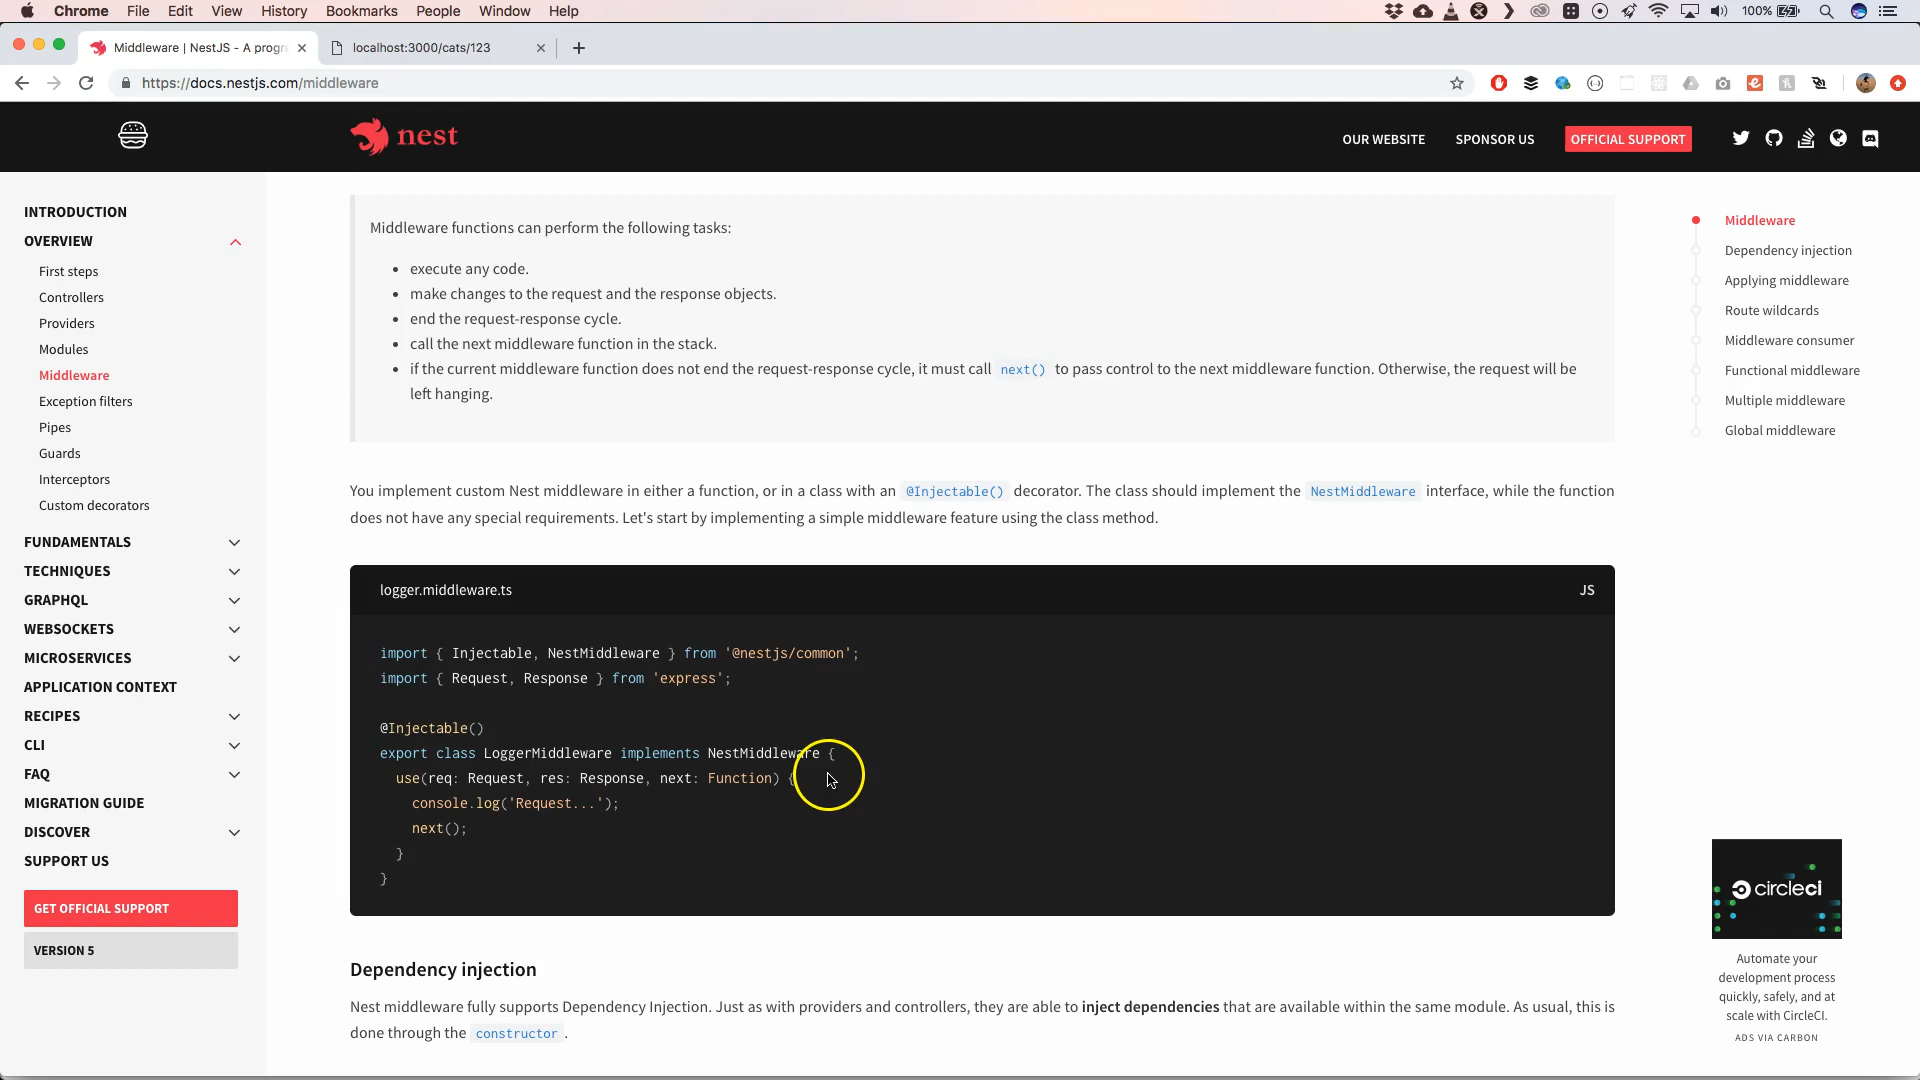 Chrome File Edit View History Bookmarks People Window Help 100%
Middleware | NestJS - A progre
localhost:3000/cats/123
https://docs.nestjs.com/middleware
nest
OUR WEBSITE
SPONSOR US
OFFICIAL SUPPORT
INTRODUCTION
OVERVIEW
First steps
Controllers
Providers
Modules
Middleware
Exception filters
Pipes
Guards
Interceptors
Custom decorators
FUNDAMENTALS
TECHNIQUES
GRAPHQL
WEBSOCKETS
MICROSERVICES
APPLICATION CONTEXT
RECIPES
CLI
FAQ
MIGRATION GUIDE
DISCOVER
SUPPORT US
GET OFFICIAL SUPPORT
VERSION 5
Middleware functions can perform the following tasks:
• execute any code.
• make changes to the request and the response objects.
• end the request-response cycle.
• call the next middleware function in the stack.
• if the current middleware function does not end the request-response cycle, it must call next() to pass control to the next middleware function. Otherwise, the request will be
left hanging.
You implement custom Nest middleware in either a function, or in a class with an @Injectable() decorator. The class should implement the NestMiddleware interface, while the function
does not have any special requirements. Let's start by implementing a simple middleware feature using the class method.
logger.middleware.ts
JS
import { Injectable, NestMiddleware } from '@nestjs/common';
import { Request, Response } from 'express';
@Injectable()
export class LoggerMiddleware implements NestMiddleware {
use(req: Request, res: Response, next: Function) {
console.log('Request...');
next();
}
}
Dependency injection
Nest middleware fully supports Dependency Injection. Just as with providers and controllers, they are able to inject dependencies that are available within the same module. As usual, this is
done through the constructor .
Middleware
Dependency injection
Applying middleware
Route wildcards
Middleware consumer
Functional middleware
Multiple middleware
Global middleware
circleci
Automate your
development process
quickly, safely, and at
scale with CircleCI.
ADS VIA CARBON